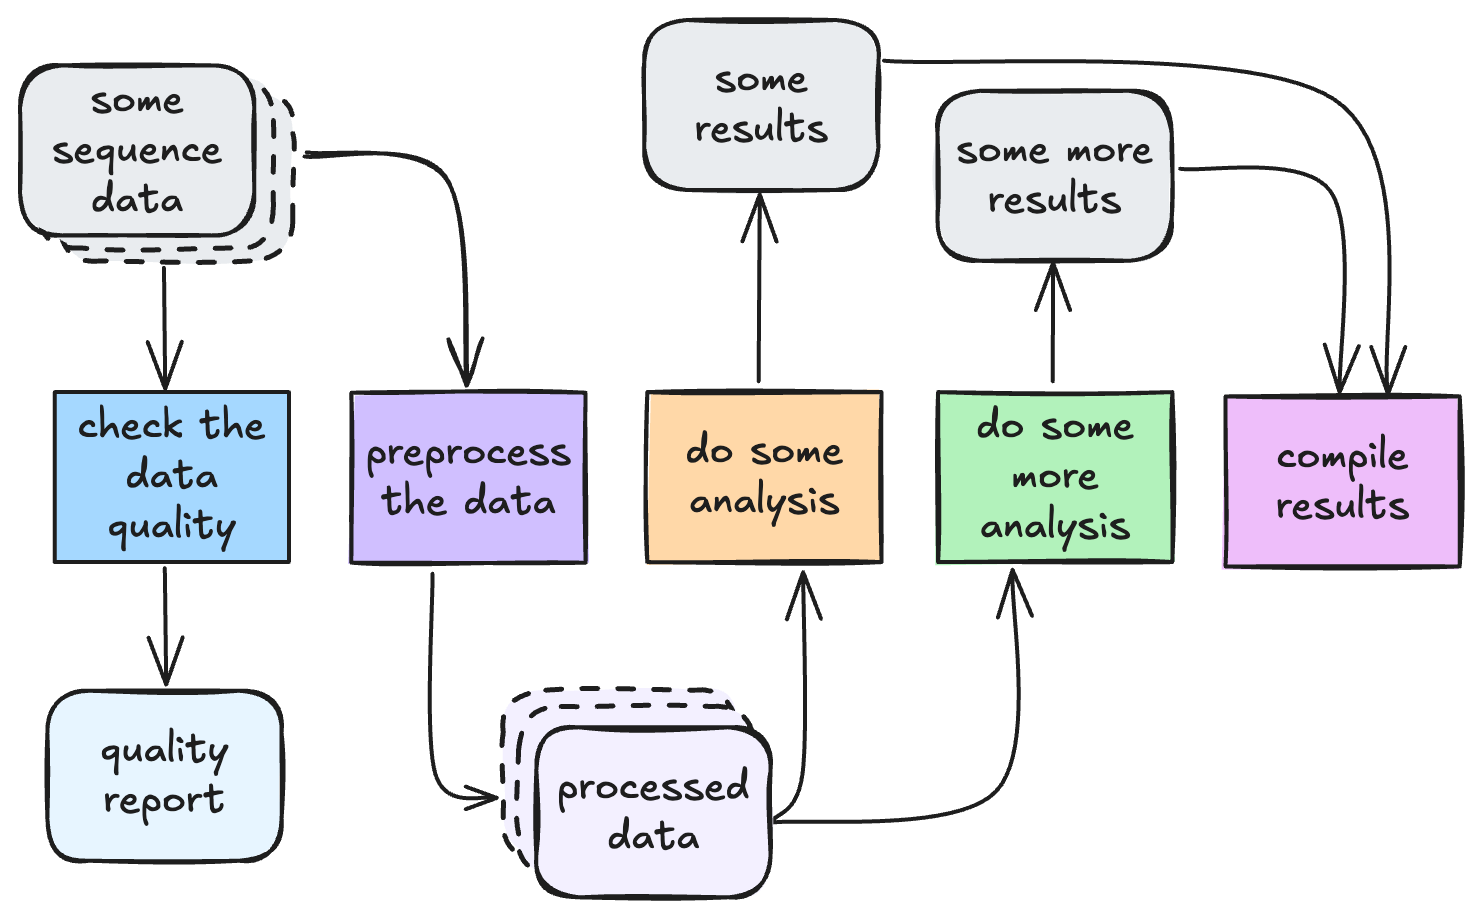 some
sequence
data
some
results
some more
results
check the
data
quality
preprocess
the data
do some
analysis
do some
more
analysis
compile
results
quality
report
processed
data